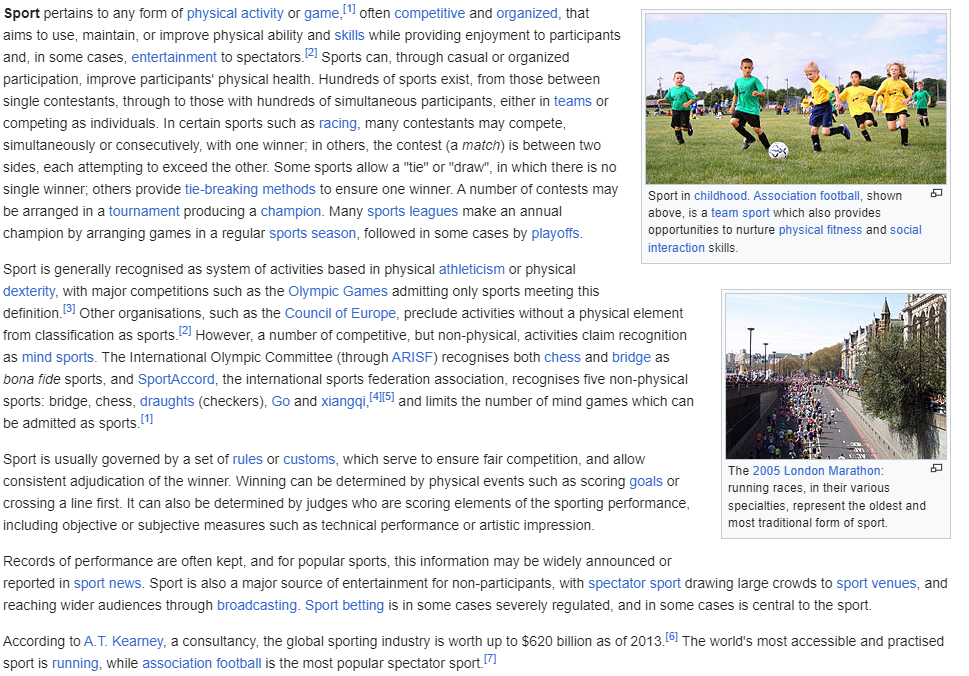 Sport pertains to any form of physical activity or game,[1] often competitive and organized, that
aims to use, maintain, or improve physical ability and skills while providing enjoyment to participants
and, in some cases, entertainment to spectators.[2] Sports can, through casual or organized
participation, improve participants' physical health. Hundreds of sports exist, from those between
single contestants, through to those with hundreds of simultaneous participants, either in teams or
competing as individuals. In certain sports such as racing, many contestants may compete,
simultaneously or consecutively, with one winner; in others, the contest (a match) is between two
sides, each attempting to exceed the other. Some sports allow a "tie" or "draw", in which there is no
single winner; others provide tie-breaking methods to ensure one winner. A number of contests may
be arranged in a tournament producing a champion. Many sports leagues make an annual
champion by arranging games in a regular sports season, followed in some cases by playoffs.
Sport in childhood. Association football, shown
above, is a team sport which also provides
opportunities to nurture physical fitness and social
interaction skills.
Sport is generally recognised as system of activities based in physical athleticism or physical
dexterity, with major competitions such as the Olympic Games admitting only sports meeting this
definition.[3] Other organisations, such as the Council of Europe, preclude activities without a physical element
from classification as sports.[2] However, a number of competitive, but non-physical, activities claim recognition
as mind sports. The International Olympic Committee (through ARISF) recognises both chess and bridge as
bona fide sports, and SportAccord, the international sports federation association, recognises five non-physical
sports: bridge, chess, draughts (checkers), Go and xiangqi,[4][5] and limits the number of mind games which can
be admitted as sports.[1]
Sport is usually governed by a set of rules or customs, which serve to ensure fair competition, and allow
consistent adjudication of the winner. Winning can be determined by physical events such as scoring goals or
crossing a line first. It can also be determined by judges who are scoring elements of the sporting performance,
including objective or subjective measures such as technical performance or artistic impression.
The 2005 London Marathon:
running races, in their various
specialties, represent the oldest and
most traditional form of sport.
Records of performance are often kept, and for popular sports, this information may be widely announced or
reported in sport news. Sport is also a major source of entertainment for non-participants, with spectator sport drawing large crowds to sport venues, and
reaching wider audiences through broadcasting. Sport betting is in some cases severely regulated, and in some cases is central to the sport.
According to A.T. Kearney, a consultancy, the global sporting industry is worth up to $620 billion as of 2013.[6] The world's most accessible and practised
sport is running, while association football is the most popular spectator sport.[7]